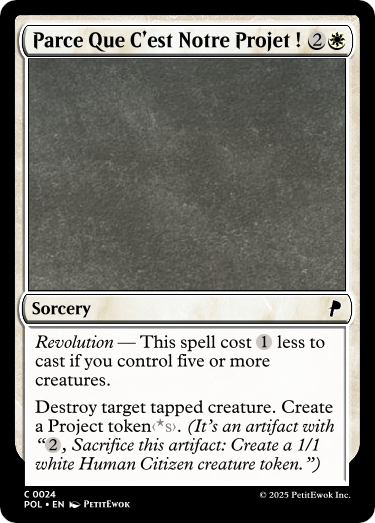 Parce Que C'est Notre Projet ! 2
Sorcery
Revolution — This spell cost 1 less to
cast if you control five or more
creatures.
Destroy target tapped creature. Create
a Project token‹*s›. (It's an artifact with
“2, Sacrifice this artifact: Create a 1/1
white Human Citizen creature token.”)
C 0024
POL • EN PetitEwok
© 2025 PetitEwok Inc.